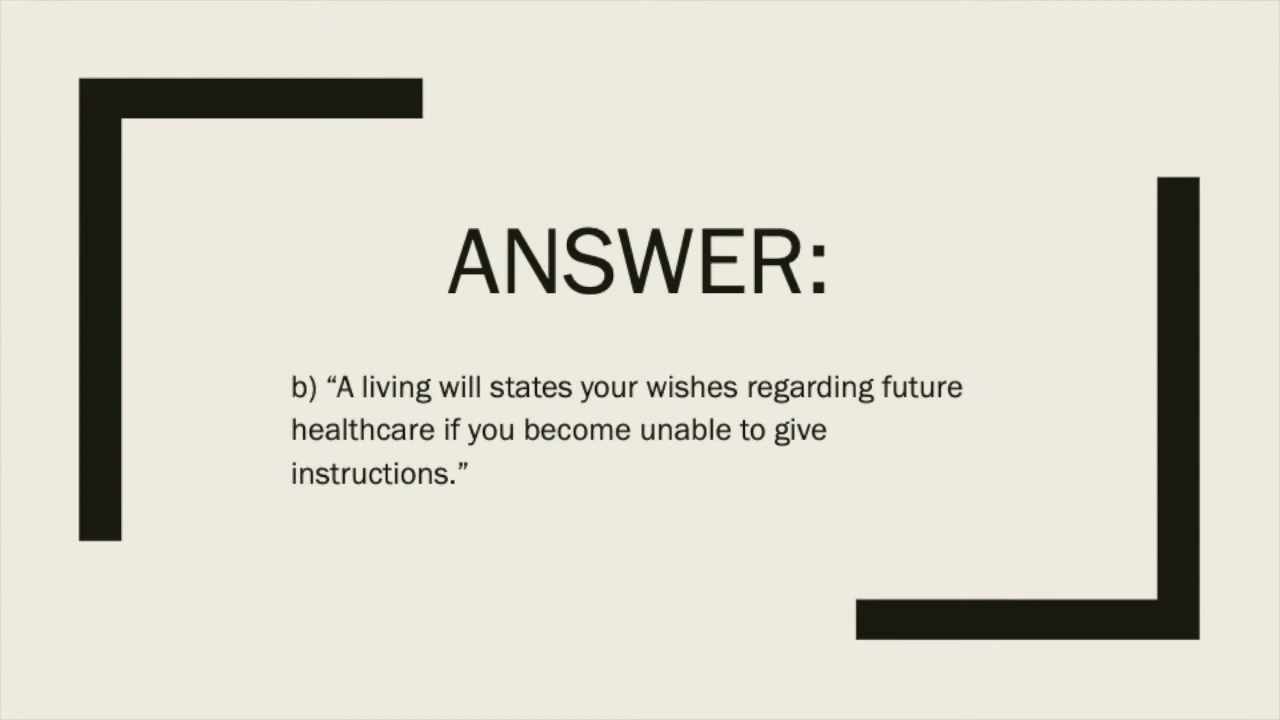 ANSWER:
b) “A living will states your wishes regarding future
healthcare if you become unable to give
instructions.”